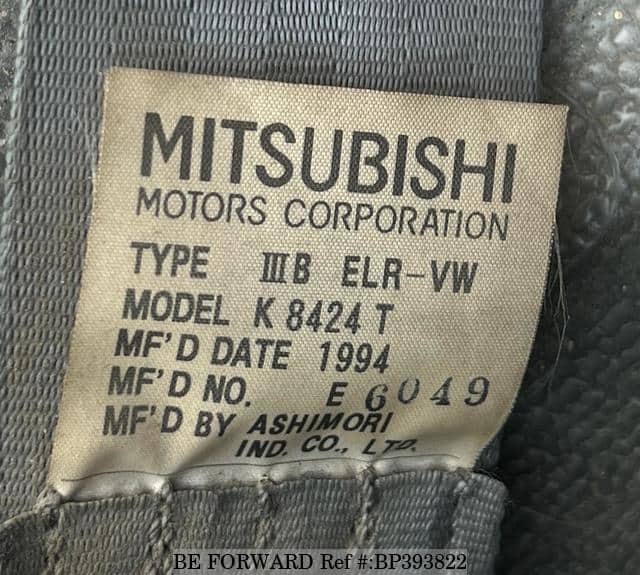 MITSUBISHI
MOTORS CORPORATION
TYPE IIIB ELR-VW
MODEL K 8424 T
MF'D DATE 1994
MF'D NO. E 6049
MF'D BY ASHIMORI
IND. CO., LTD.
BE FORWARD Ref #:BP393822